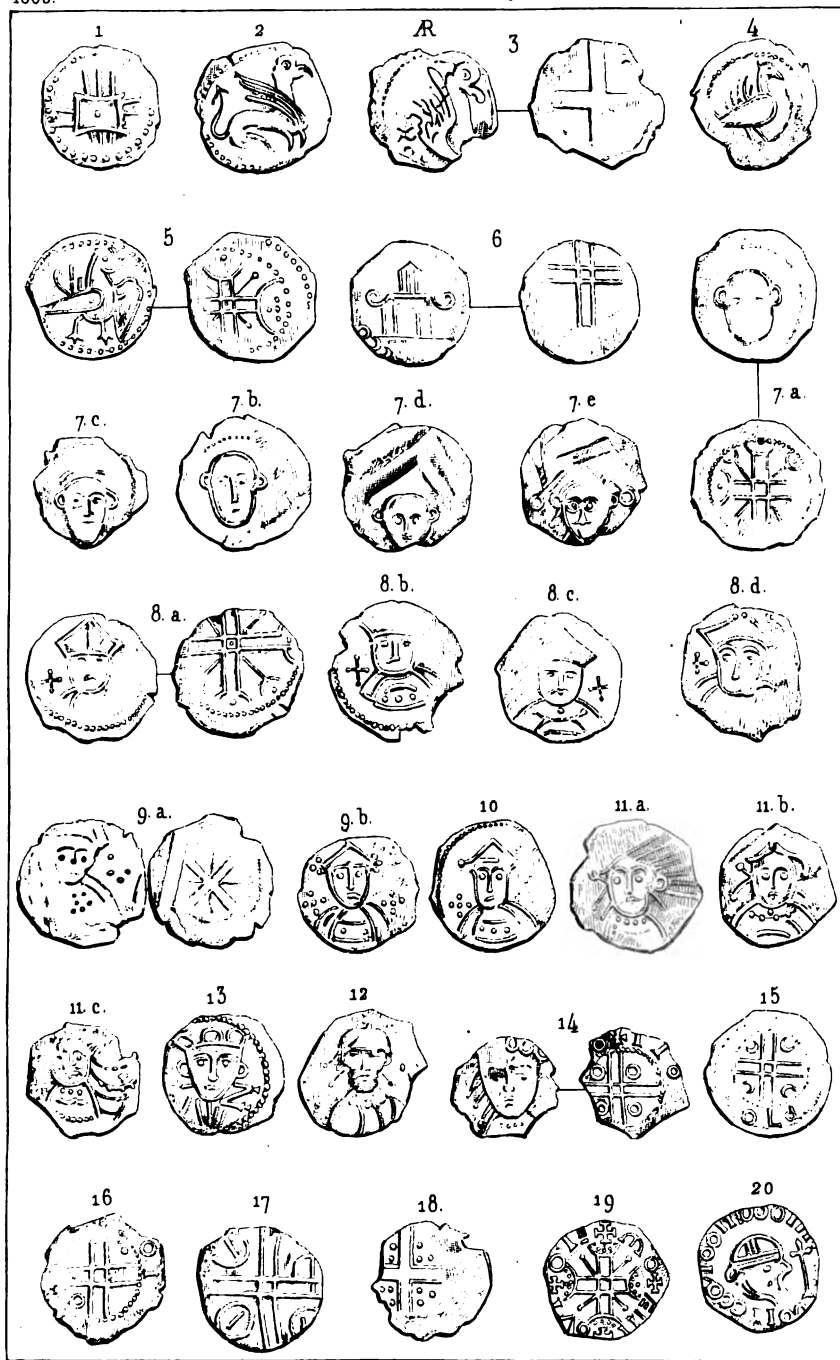 1 2 ÆR 3 4
5 6
7. c. 7. b. 7. d. 7. e 7. a.
8. a. 8. b. 8. c. 8. d.
9. a. 9. b. 10 11. a. 11. b.
11. c. 13 12 14 15
16 17 18. 19 20